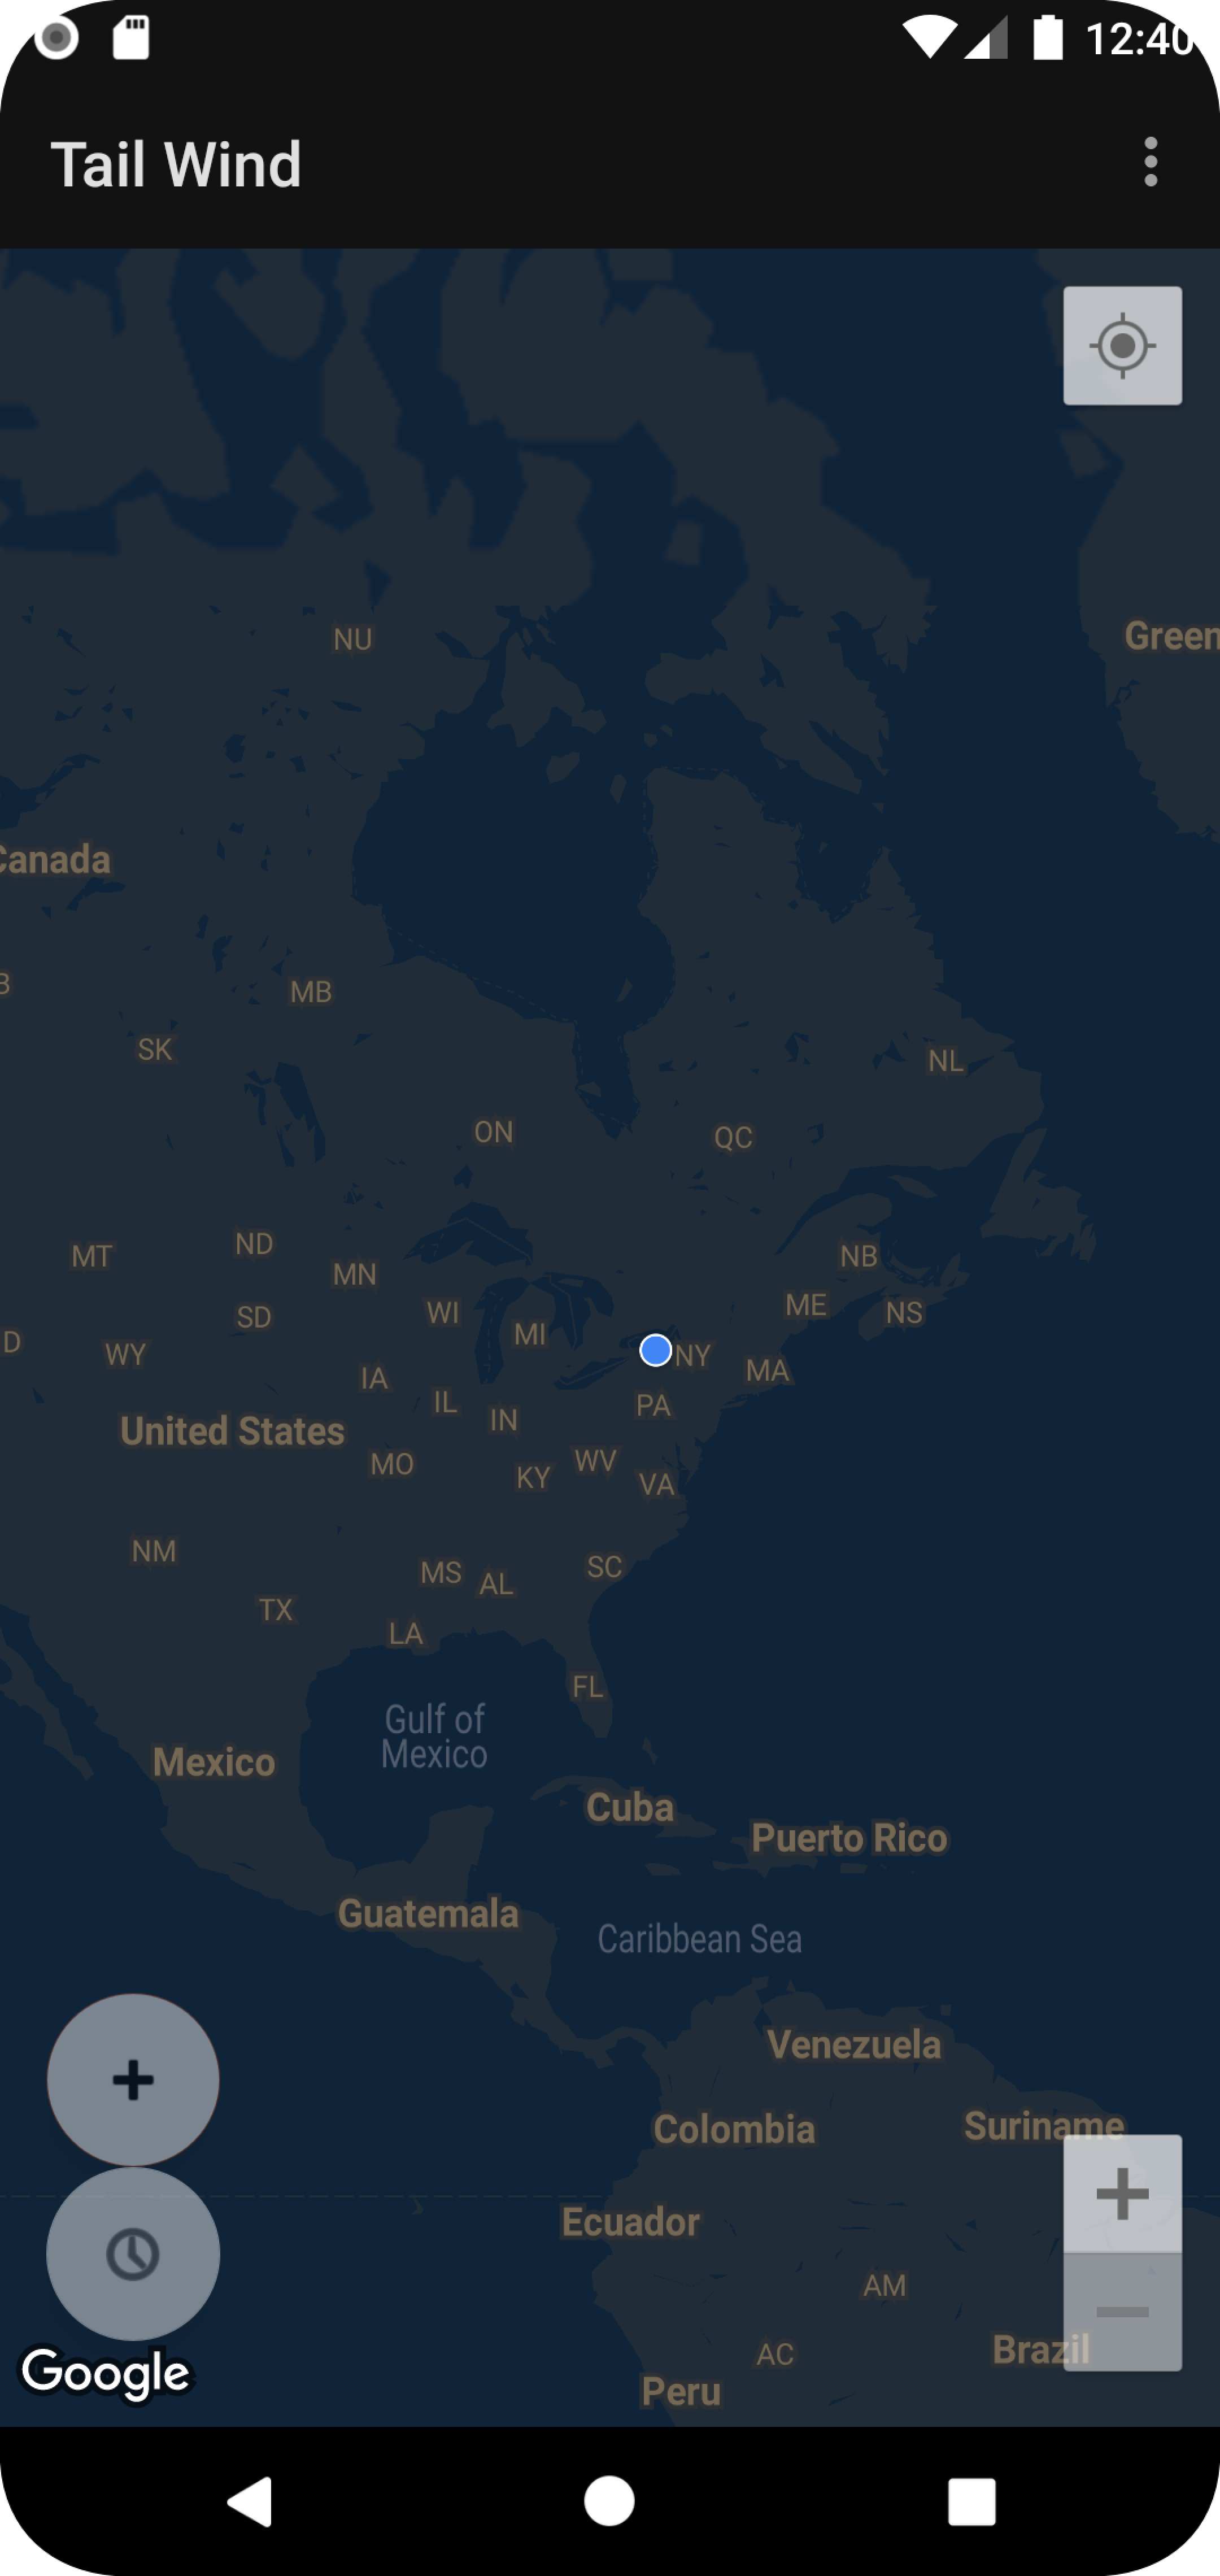 12:40
Tail Wind
NU
Green
Canada
B
MB
SK
NL
ON
QC
ND
MT
NB
MN
ME
WI
NS
SD
MI
D
WY
NY
MA
IA
IL
PA
IN
United States
MO
WV
KY
VA
NM
SC
MS
AL
TX
LA
FL
Gulf of
Mexico
Mexico
Cuba
Puerto Rico
Guatemala
Caribbean Sea
Venezuela
Colombia
Suriname
Ecuador
AM
Brazil
AC
Google
Peru